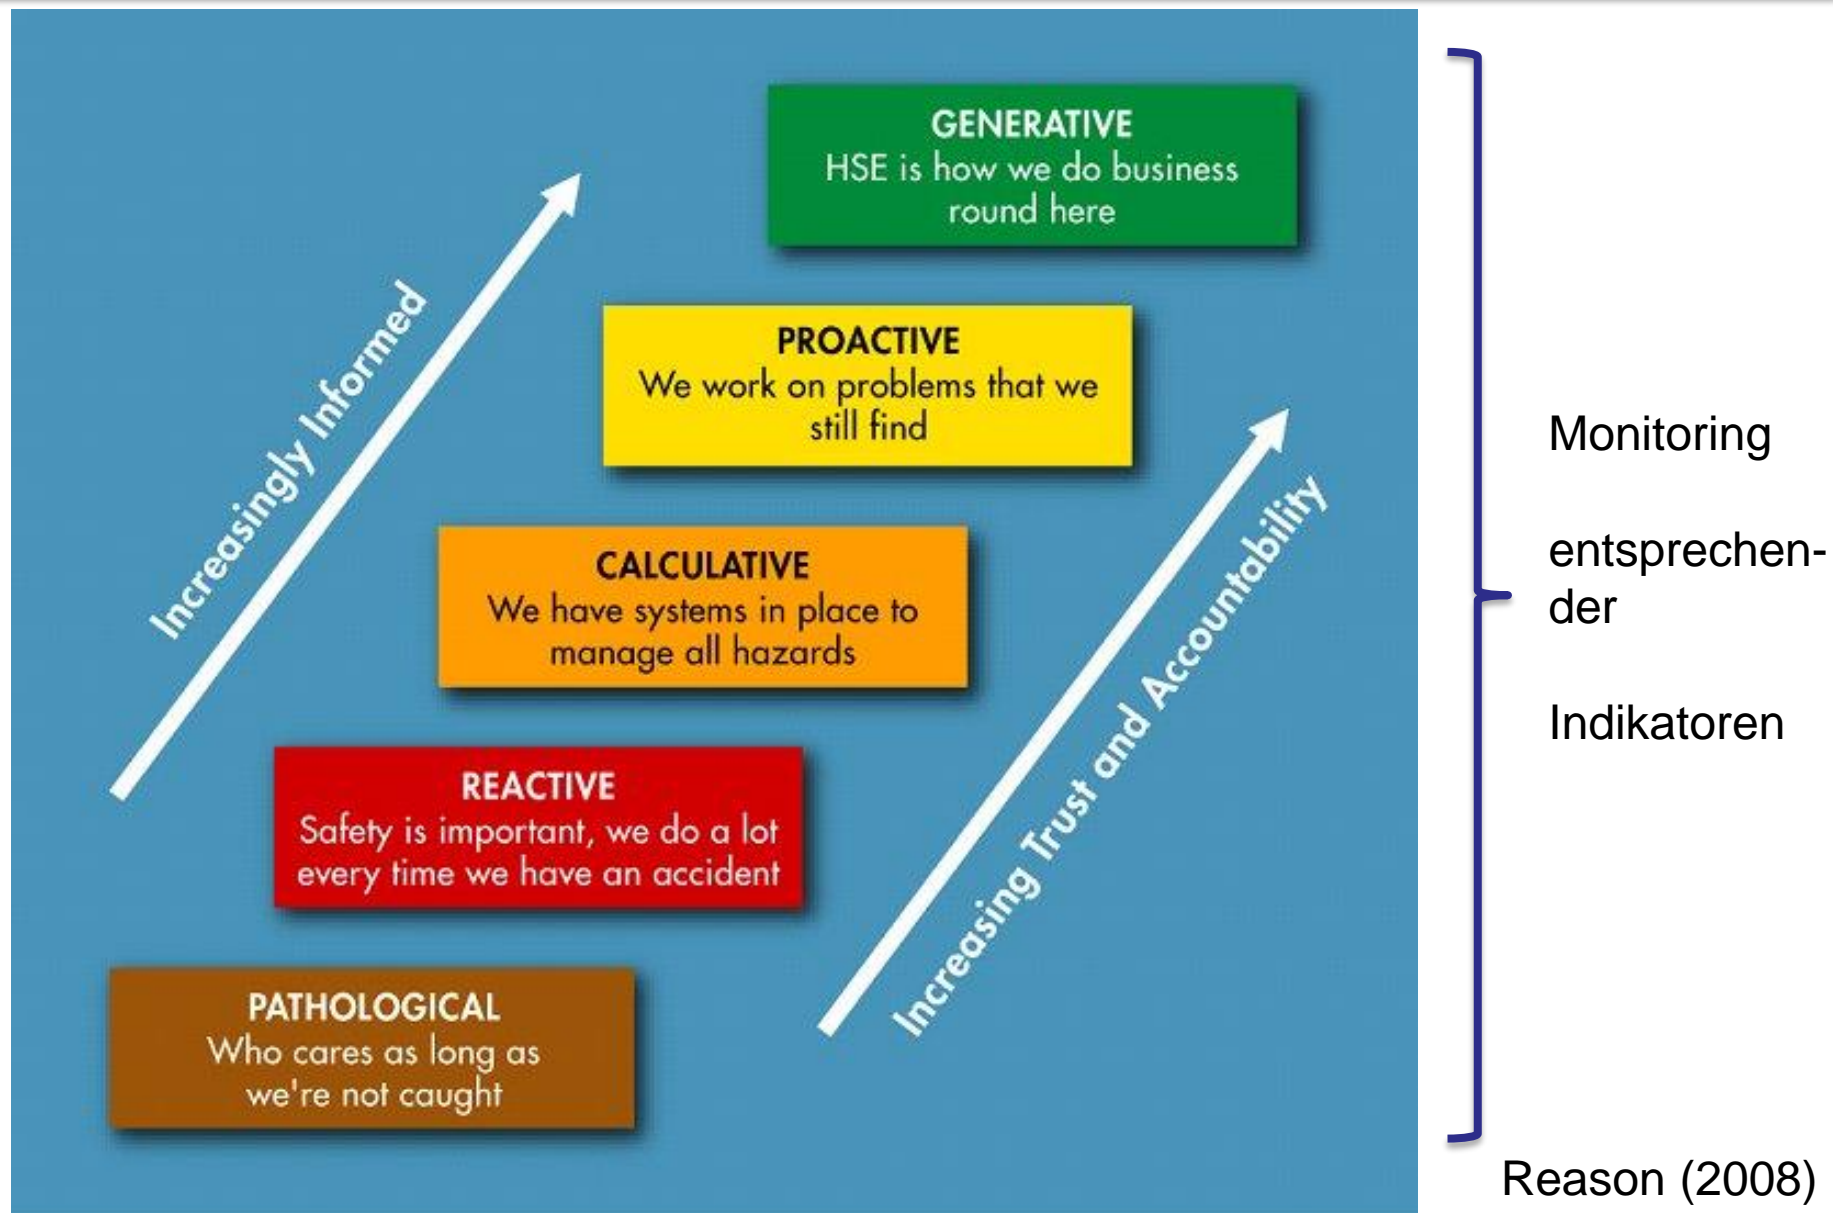 GENERATIVE
HSE is how we do business
round here
PROACTIVE
We work on problems that we
still find
CALCULATIVE
We have systems in place to
manage all hazards
REACTIVE
Safety is important, we do a lot
every time we have an accident
PATHOLOGICAL
Who cares as long as
we're not caught
Increasingly Informed
Increasing Trust and Accountability
Monitoring
entsprechen-
der
Indikatoren
Reason (2008)